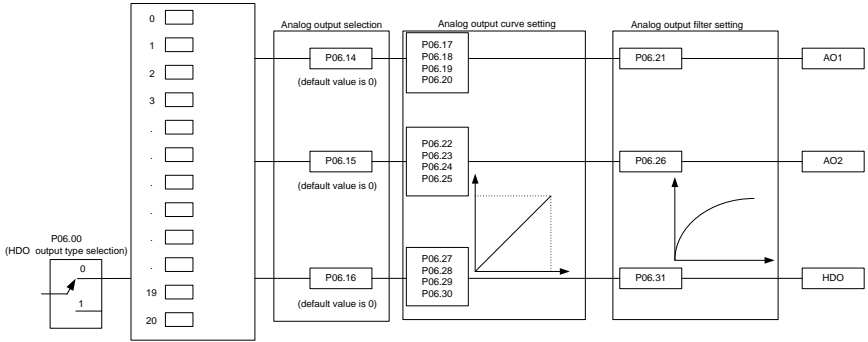 Analog output selection
Analog output curve setting
Analog output filter setting
0
1
2
3
.
.
.
.
.
.
19
20
P06.00
(HDO output type selection)
0
1
P06.14
(default value is 0)
P06.17
P06.18
P06.19
P06.20
P06.21
AO1
P06.15
(default value is 0)
P06.22
P06.23
P06.24
P06.25
P06.26
AO2
P06.16
(default value is 0)
P06.27
P06.28
P06.29
P06.30
P06.31
HDO